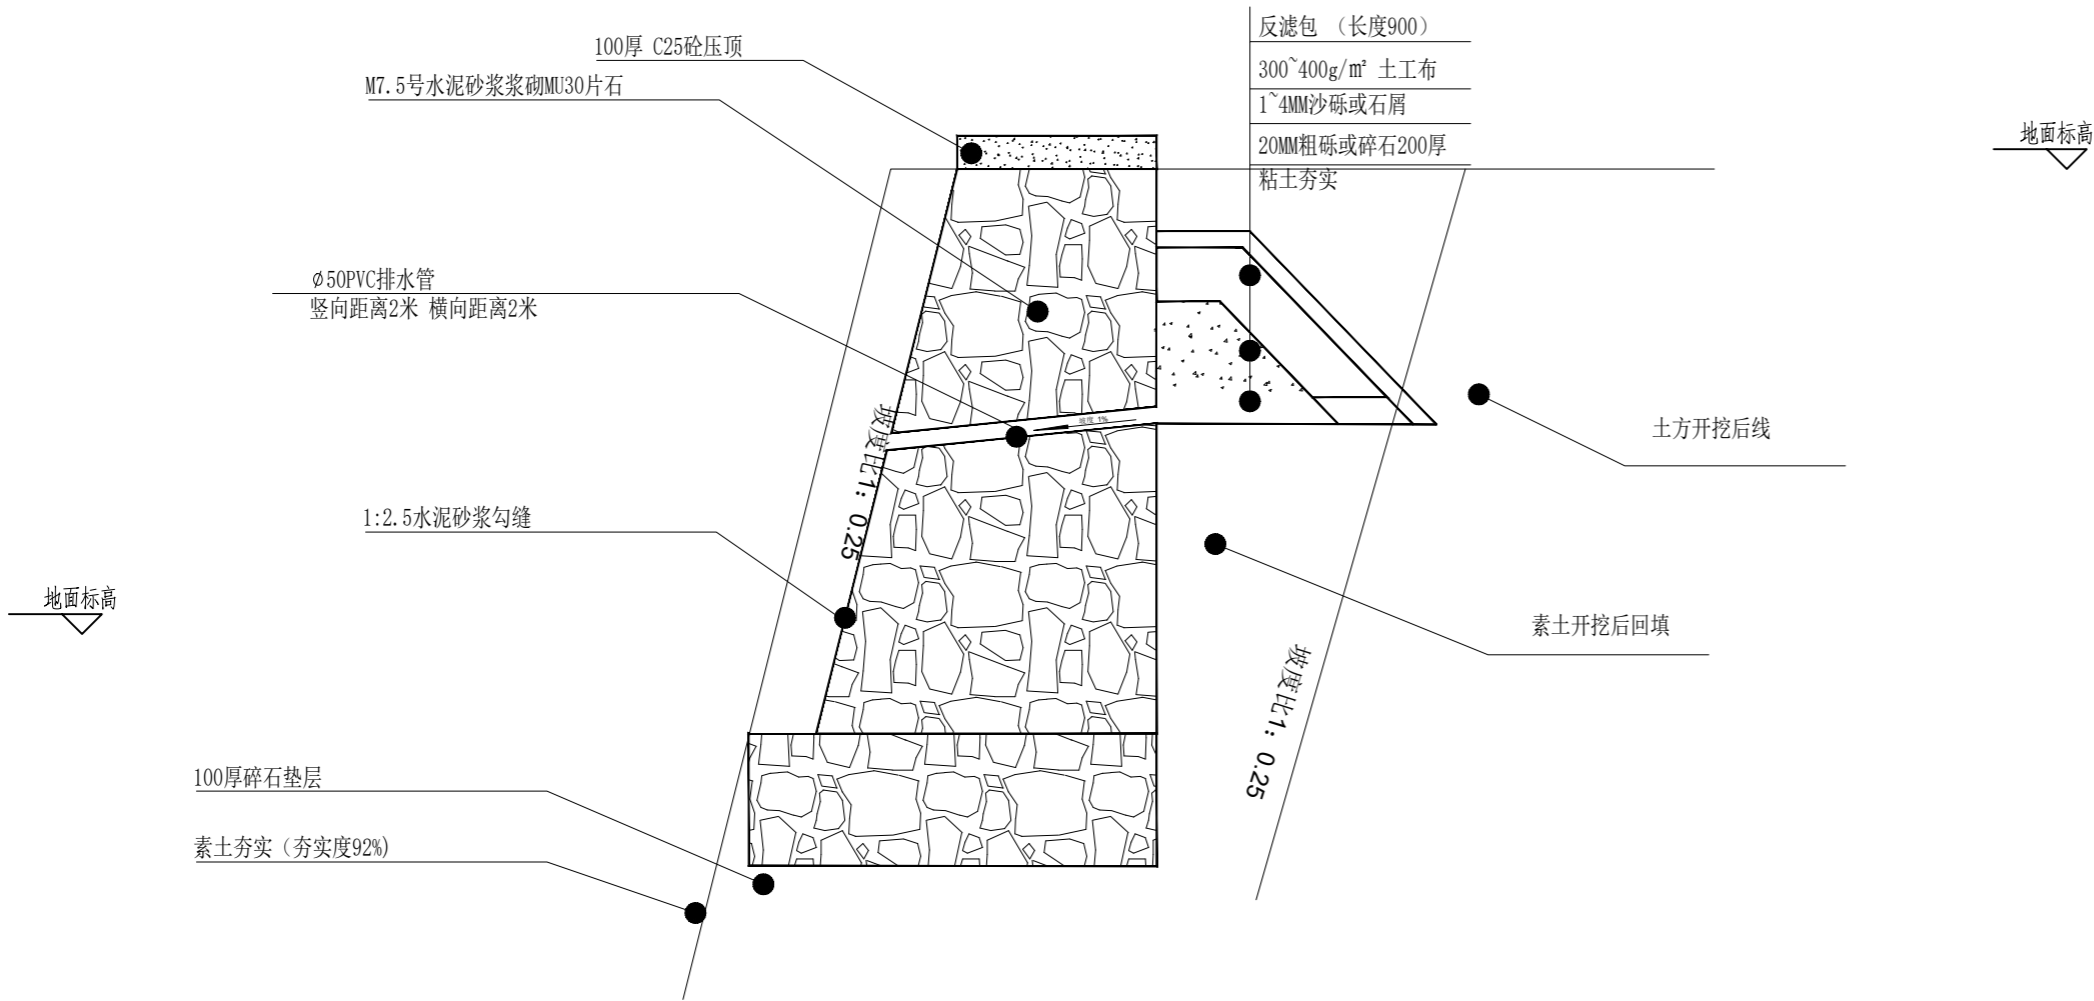 反滤包 （长度900）
100厚 C25砼压顶
300~400g/m² 土工布
M7.5号水泥砂浆浆砌MU30片石
1~4MM沙砾或石屑
地面标高
20MM粗砾或碎石200厚
粘土夯实
φ50PVC排水管
竖向距离2米 横向距离2米
坡度 1%
坡度比1：0.25
土方开挖后线
1:2.5水泥砂浆勾缝
地面标高
素土开挖后回填
坡度比1：0.25
100厚碎石垫层
素土夯实（夯实度92%)